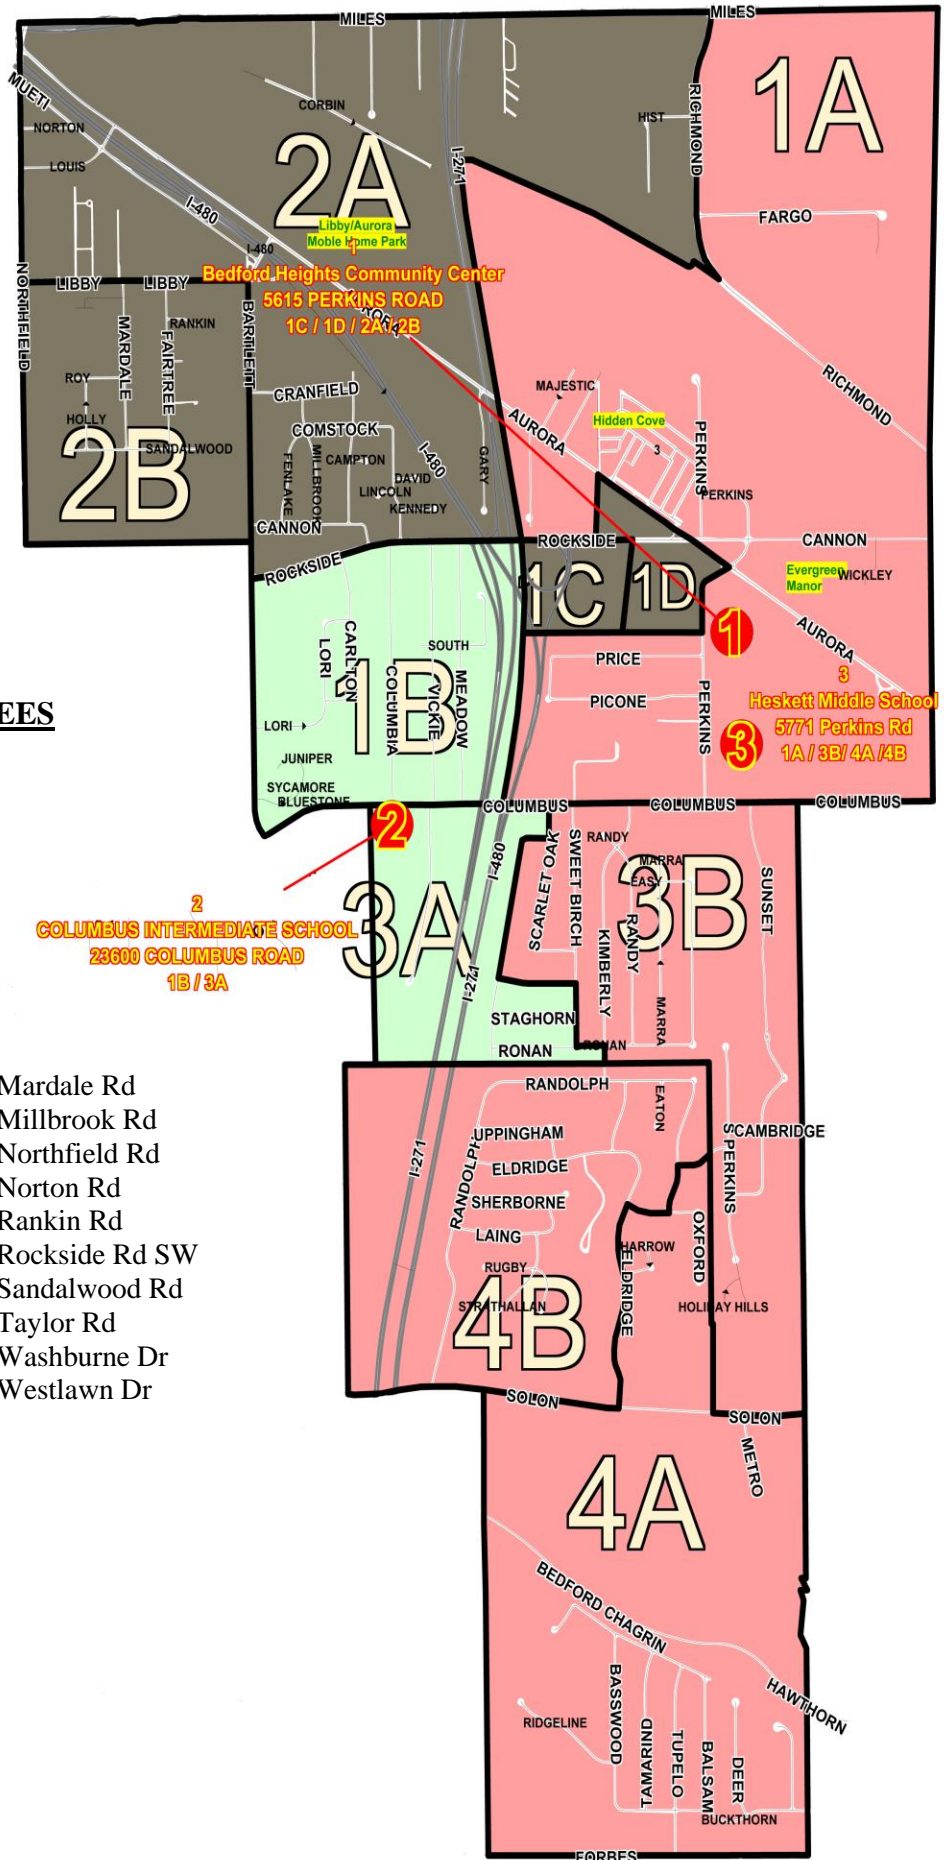 MILES
MILES
1A
MUETI
NORTON
LOUIS
CORBIN
2A
I-271
HIST
RICHMOND
FARGO
I-480
I-480
Libby/Aurora
Moble Home Park
1
Bedford Heights Community Center
5615 PERKINS ROAD
1C / 1D / 2A / 2B
AURORA
NORTHFIELD
LIBBY
LIBBY
BARTLETT
MARDALE
FAIRTREE
RANKIN
ROY
HOLLY
SANDALWOOD
2B
CRANFIELD
COMSTOCK
FENLAKE
MILLBROOK
CAMPTON
DAVID
LINCOLN
KENNEDY
CANNON
I-480
GARY
AURORA
MAJESTIC
Hidden Cove
3
PERKINS
PERKINS
RICHMOND
ROCKSIDE
ROCKSIDE
CANNON
Evergreen
Manor
WICKLEY
1C
1D
1
AURORA
LORI
CARLTON
COLUMBIA
VICKIE
MEADOW
SOUTH
1B
LORI
JUNIPER
SYCAMORE
BLUESTONE
PRICE
PICONE
PERKINS
3
Heskett Middle School
5771 Perkins Rd
1A / 3B/ 4A /4B
3
EES
COLUMBUS
COLUMBUS
COLUMBUS
2
2
COLUMBUS INTERMEDIATE SCHOOL
23600 COLUMBUS ROAD
1B / 3A
3A
I-480
I-271
SCARLET OAK
SWEET BIRCH
KIMBERLY
RANDY
RANDY
MARRA
EASY
MARRA
3B
SUNSET
STAGHORN
RONAN
RONAN
Mardale Rd
Millbrook Rd
Northfield Rd
Norton Rd
Rankin Rd
Rockside Rd SW
Sandalwood Rd
Taylor Rd
Washburne Dr
Westlawn Dr
RANDOLPH
EATON
I-271
RANDOLPH
UPPINGHAM
ELDRIDGE
SHERBORNE
LAING
RUGBY
STRATHALLAN
4B
ELDRIDGE
HARROW
OXFORD
S PERKINS
CAMBRIDGE
HOLIDAY HILLS
SOLON
SOLON
METRO
4A
BEDFORD CHAGRIN
HAWTHORN
RIDGELINE
BASSWOOD
TAMARIND
TUPELO
BALSAM
DEER
BUCKTHORN
FORBES